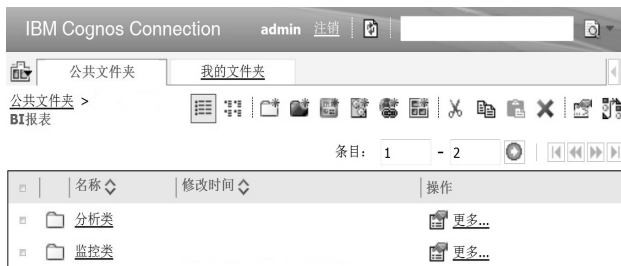 IBM Cognos Connection admin 注销
公共文件夹 我的文件夹
公共文件夹 >
BI报表
条目: 1 - 2
名称 修改时间 操作
分析类 更多...
监控类 更多...